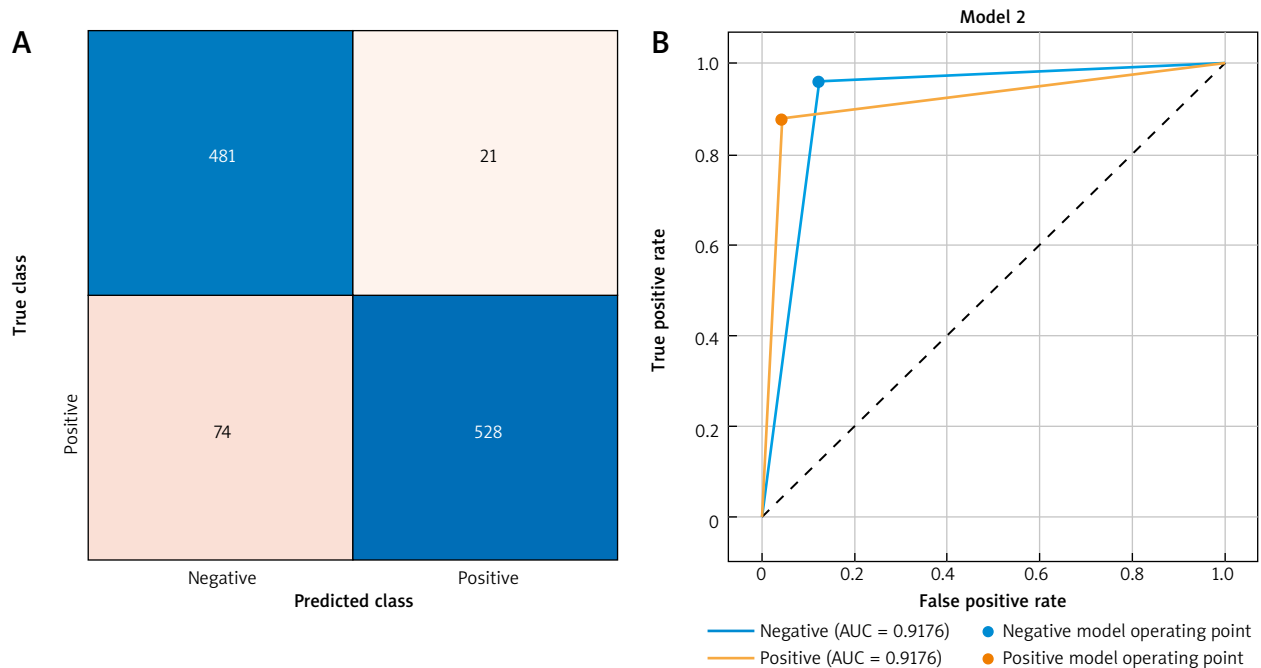 A
True class
Positive
481
21
74
528
Negative
Positive
Predicted class
B
Model 2
True positive rate
1.0
0.8
0.6
0.4
0.2
0
0
0.2
0.4
0.6
0.8
1.0
False positive rate
Negative (AUC = 0.9176)
Negative model operating point
Positive (AUC = 0.9176)
Positive model operating point